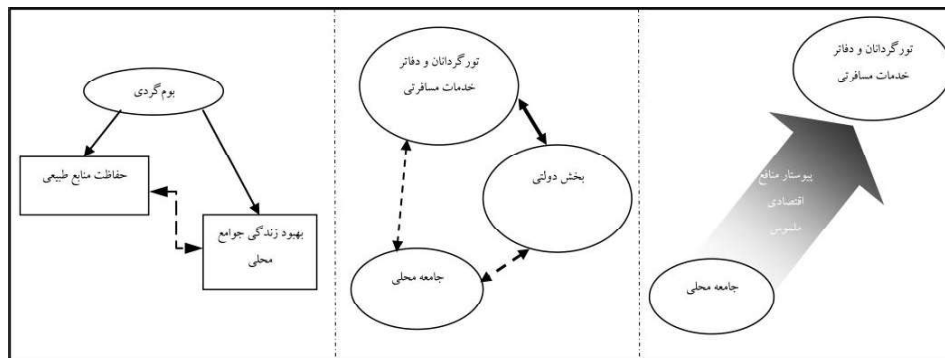 تورگردانان و دفاتر
خدمات مسافرتی
پیوستار منافع
اقتصادی
ملموس
جامعه محلی
تورگردانان و دفاتر
خدمات مسافرتی
بخش دولتی
جامعه محلی
بوم‌گردی
حفاظت منابع طبیعی
بهبود زندگی جوامع
محلی